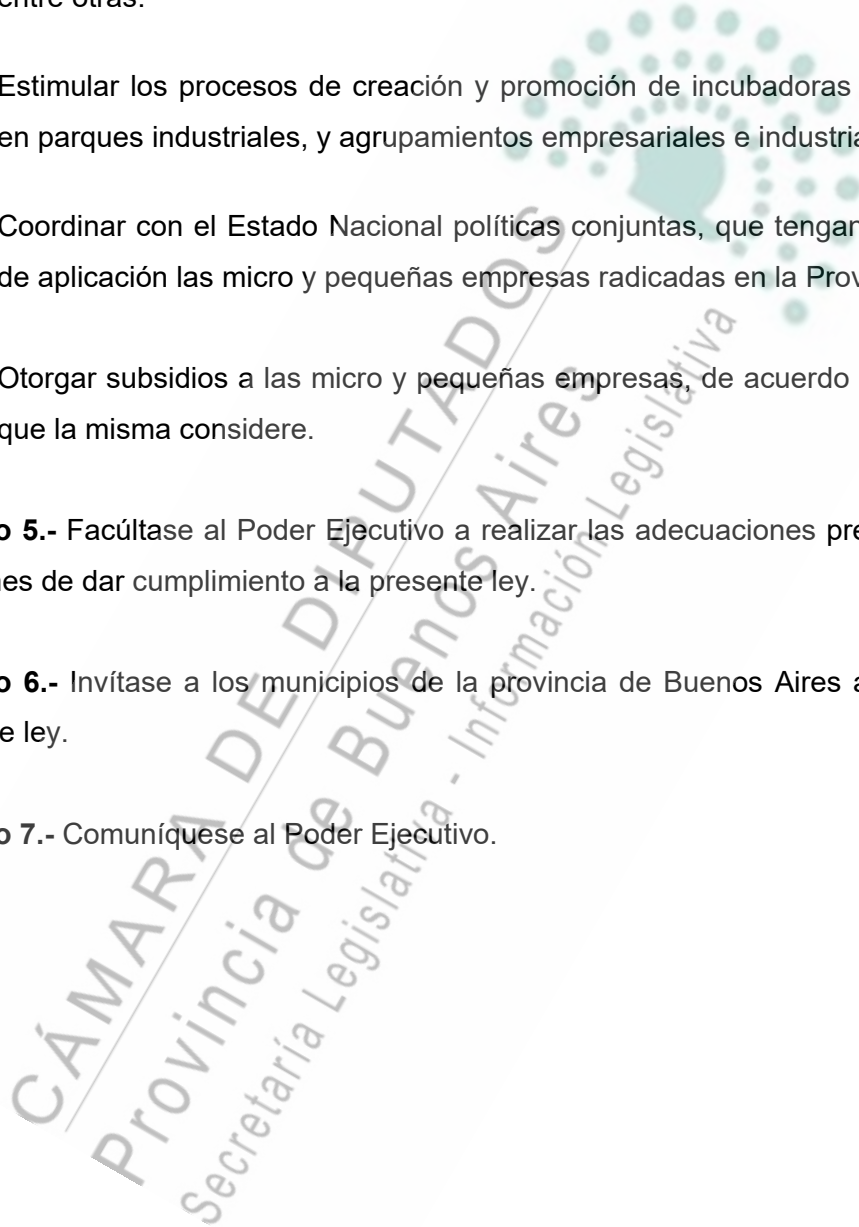 entre otras.
Estimular los procesos de creación y promoción de incubadoras
en parques industriales, y agrupamientos empresariales e industria
Coordinar con el Estado Nacional políticas conjuntas, que tengan
de aplicación las micro y pequeñas empresas radicadas en la Prov
Otorgar subsidios a las micro y pequeñas empresas, de acuerdo
que la misma considere.
o 5.- Facúltase al Poder Ejecutivo a realizar las adecuaciones pre
nes de dar cumplimiento a la presente ley.
o 6.- Invítase a los municipios de la provincia de Buenos Aires a
e ley.
o 7.- Comuníquese al Poder Ejecutivo.
CÁMARA DE DIPUTADOS
Provincia de Buenos Aires
Secretaría Legislativa - Información Legislativa